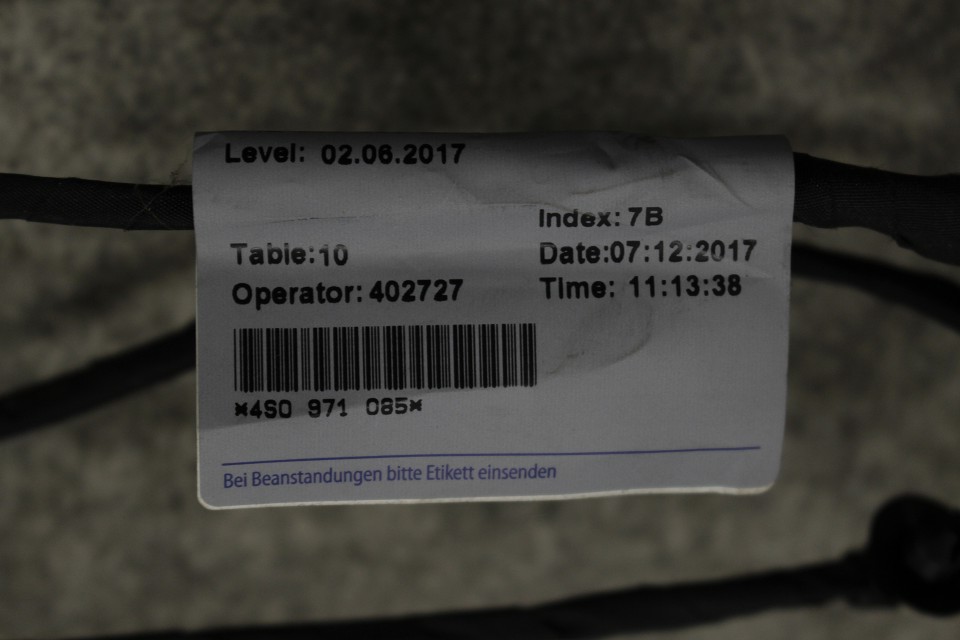 Level: 02.06.2017
Index: 7B
Table:10
Date:07:12:2017
Operator: 402727
Time: 11:13:38
*4S0 971 085*
Bei Beanstandungen bitte Etikett einsenden